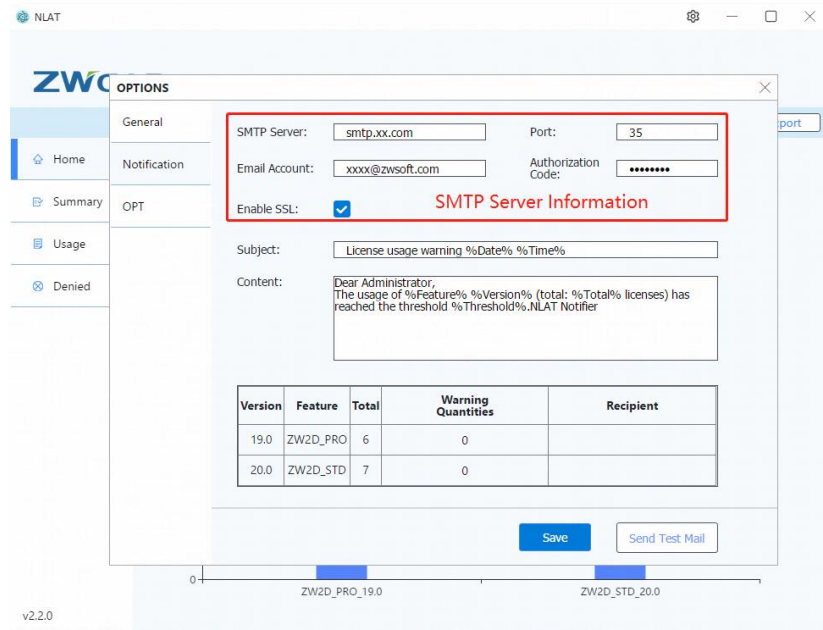 NLAT
ZWC
OPTIONS
General
Notification
OPT
port
Home
Summary
Usage
Denied
SMTP Server: smtp.xx.com Port: 35
Email Account: xxxx@zwsoft.com Authorization Code: ••••••••
Enable SSL:
SMTP Server Information
Subject: License usage warning %Date% %Time%
Content: Dear Administrator,
The usage of %Feature% %Version% (total: %Total% licenses) has
reached the threshold %Threshold%.NLAT Notifier
Version Feature Total Warning Quantities Recipient
19.0 ZW2D_PRO 6 0
20.0 ZW2D_STD 7 0
Save Send Test Mail
0
ZW2D_PRO_19.0 ZW2D_STD_20.0
v2.2.0